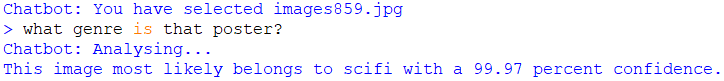 Chatbot: You have selected images859.jpg
> what genre is that poster?
Chatbot: Analysing...
This image most likely belongs to scifi with a 99.97 percent confidence.